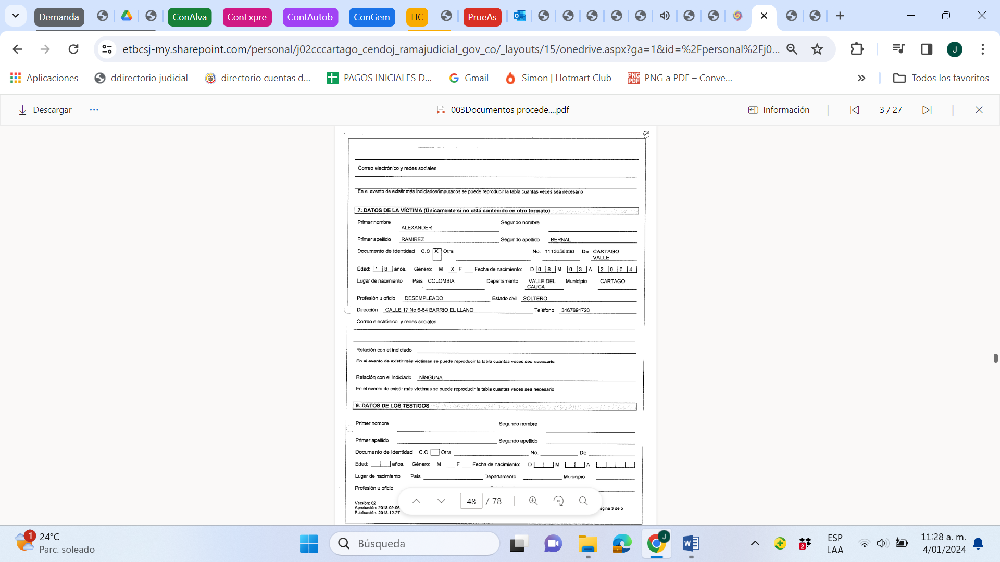 Demanda ConAlva ConExpre ContAutob ConGem HC PrueAs
etbcsj-my.sharepoint.com/personal/j02cccartago_cendoj_ramajudicial_gov_co/_layouts/15/onedrive.aspx?ga=1&id=%2Fpersonal%2Fj0... J
Aplicaciones ddirectorio judicial directorio cuentas d... PAGOS INICIALES D... Gmail Simon | Hotmart Club PNG a PDF – Conve... » Todos los favoritos
Descargar ... 003Documentos procede....pdf Información 3 / 27
8
Correo electrónico y redes sociales
En el evento de existir más indiciados/imputados se puede reproducir la tabla cuantas veces sea necesario
7. DATOS DE LA VÍCTIMA (Únicamente si no está contenido en otro formato)
Primer nombre ALEXANDER Segundo nombre
Primer apellido RAMIREZ Segundo apellido BERNAL
Documento de Identidad C.C X Otra No. 1113858338 De CARTAGO
VALLE
Edad: 1 8 años. Género: M X F Fecha de nacimiento: D 0 8 M 0 3 A 2 0 0 4
Lugar de nacimiento País COLOMBIA Departamento VALLE DEL Municipio CARTAGO
CAUCA
Profesión u oficio DESEMPLEADO Estado civil SOLTERO
Dirección CALLE 17 No 6-64 BARRIO EL LLANO Teléfono 3167891720
Correo electrónico y redes sociales
Relación con el indiciado
En el evento de existir más víctimas se puede reproducir la tabla cuantas veces sea necesario
Relación con el indiciado NINGUNA
En el evento de existir más víctimas se puede reproducir la tabla cuantas veces sea necesario
9. DATOS DE LOS TESTIGOS
Primer nombre Segundo nombre
Primer apellido Segundo apellido
Documento de Identidad C.C Otra No. De
Edad: años. Género: M F Fecha de nacimiento: D M A
Lugar de nacimiento País Departamento Municipio
Profesión u oficio
48 / 78
Versión: 02
Aprobación: 2018-09-06 ágina 3 de 5
Publicación: 2018-12-27
1 24°C
Parc. soleado
Búsqueda
J
2
ESP
LAA
11:28 a. m.
4/01/2024